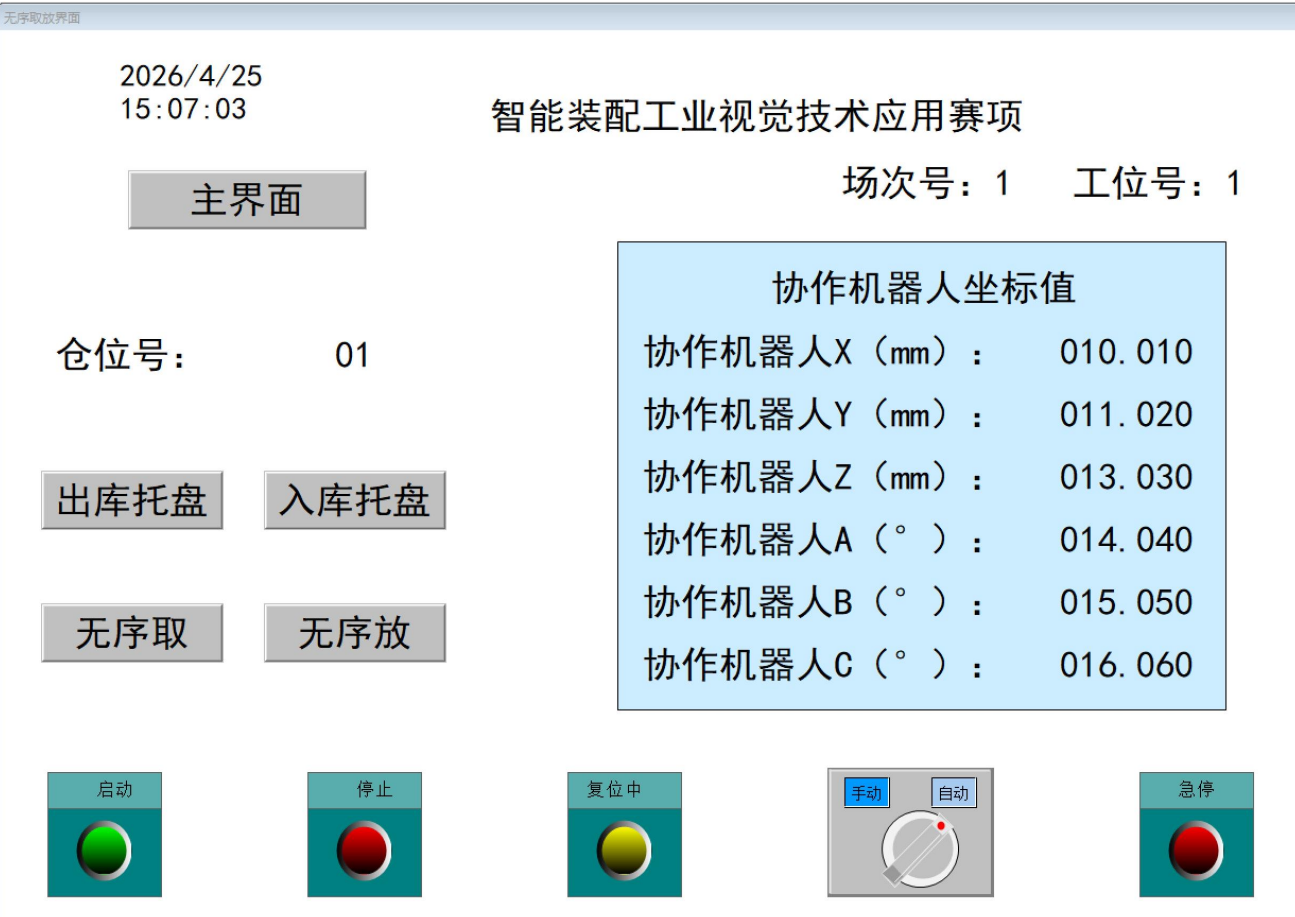 无序取放界面
2026/4/25
15:07:03
智能装配工业视觉技术应用赛项
主界面
场次号：1 工位号：1
协作机器人坐标值
仓位号： 01
协作机器人X（mm）： 010.010
协作机器人Y（mm）： 011.020
协作机器人Z（mm）： 013.030
协作机器人A（°）： 014.040
协作机器人B（°）： 015.050
协作机器人C（°）： 016.060
出库托盘 入库托盘
无序取 无序放
启动 停止 复位中 手动 自动 急停